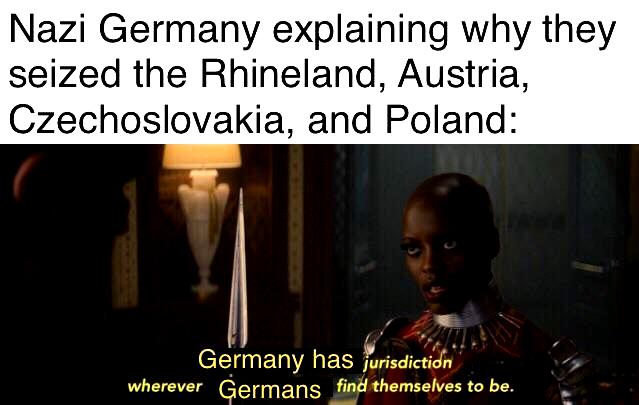 Nazi Germany explaining why they
seized the Rhineland, Austria,
Czechoslovakia, and Poland:
Germany has jurisdiction
wherever Germans find themselves to be.